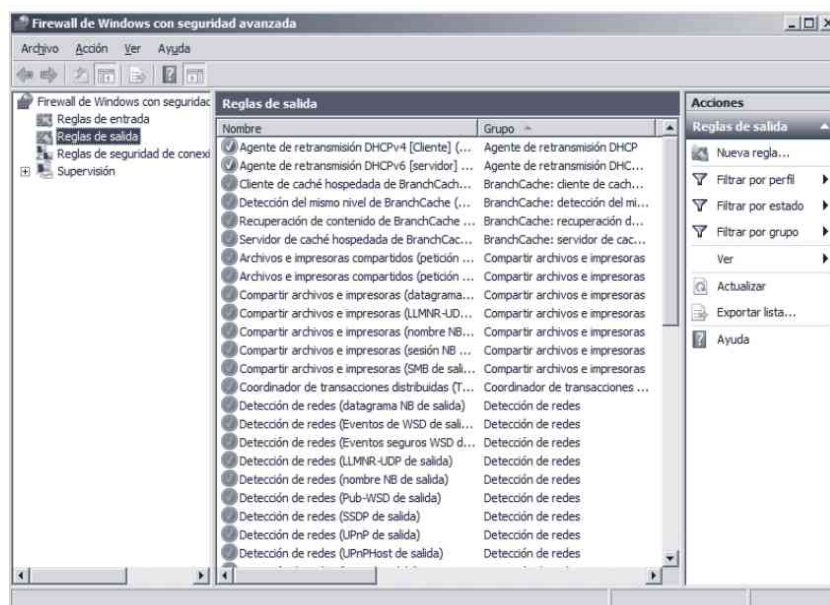 Firewall de Windows con seguridad avanzada
Archivo Acción Ver Ayuda
Firewall de Windows con seguridac
Reglas de entrada
Reglas de salida
Reglas de seguridad de conexi
Supervisión
Reglas de salida
Nombre Grupo
Agente de retransmisión DHCPv4 [Cliente] (... Agente de retransmisión DHCP
Agente de retransmisión DHCPv6 [servidor] ... Agente de retransmisión DHC...
Cliente de caché hospedada de BranchCach... BranchCache: cliente de cach...
Detección del mismo nivel de BranchCache (... BranchCache: detección del mi...
Recuperación de contenido de BranchCache ... BranchCache: recuperación d...
Servidor de caché hospedada de BranchCac... BranchCache: servidor de cac...
Archivos e impresoras compartidos (petición ... Compartir archivos e impresoras
Archivos e impresoras compartidos (petición ... Compartir archivos e impresoras
Compartir archivos e impresoras (datagrama... Compartir archivos e impresoras
Compartir archivos e impresoras (LLMNR-UD... Compartir archivos e impresoras
Compartir archivos e impresoras (nombre NB... Compartir archivos e impresoras
Compartir archivos e impresoras (sesión NB ... Compartir archivos e impresoras
Compartir archivos e impresoras (SMB de sali... Compartir archivos e impresoras
Coordinador de transacciones distribuidas (T... Coordinador de transacciones ...
Detección de redes (datagrama NB de salida) Detección de redes
Detección de redes (Eventos de WSD de sali... Detección de redes
Detección de redes (Eventos seguros WSD d... Detección de redes
Detección de redes (LLMNR-UDP de salida) Detección de redes
Detección de redes (nombre NB de salida) Detección de redes
Detección de redes (Pub-WSD de salida) Detección de redes
Detección de redes (SSDP de salida) Detección de redes
Detección de redes (UPnP de salida) Detección de redes
Detección de redes (UPnPHost de salida) Detección de redes
Acciones
Reglas de salida
Nueva regla...
Filtrar por perfil
Filtrar por estado
Filtrar por grupo
Ver
Actualizar
Exportar lista...
Ayuda